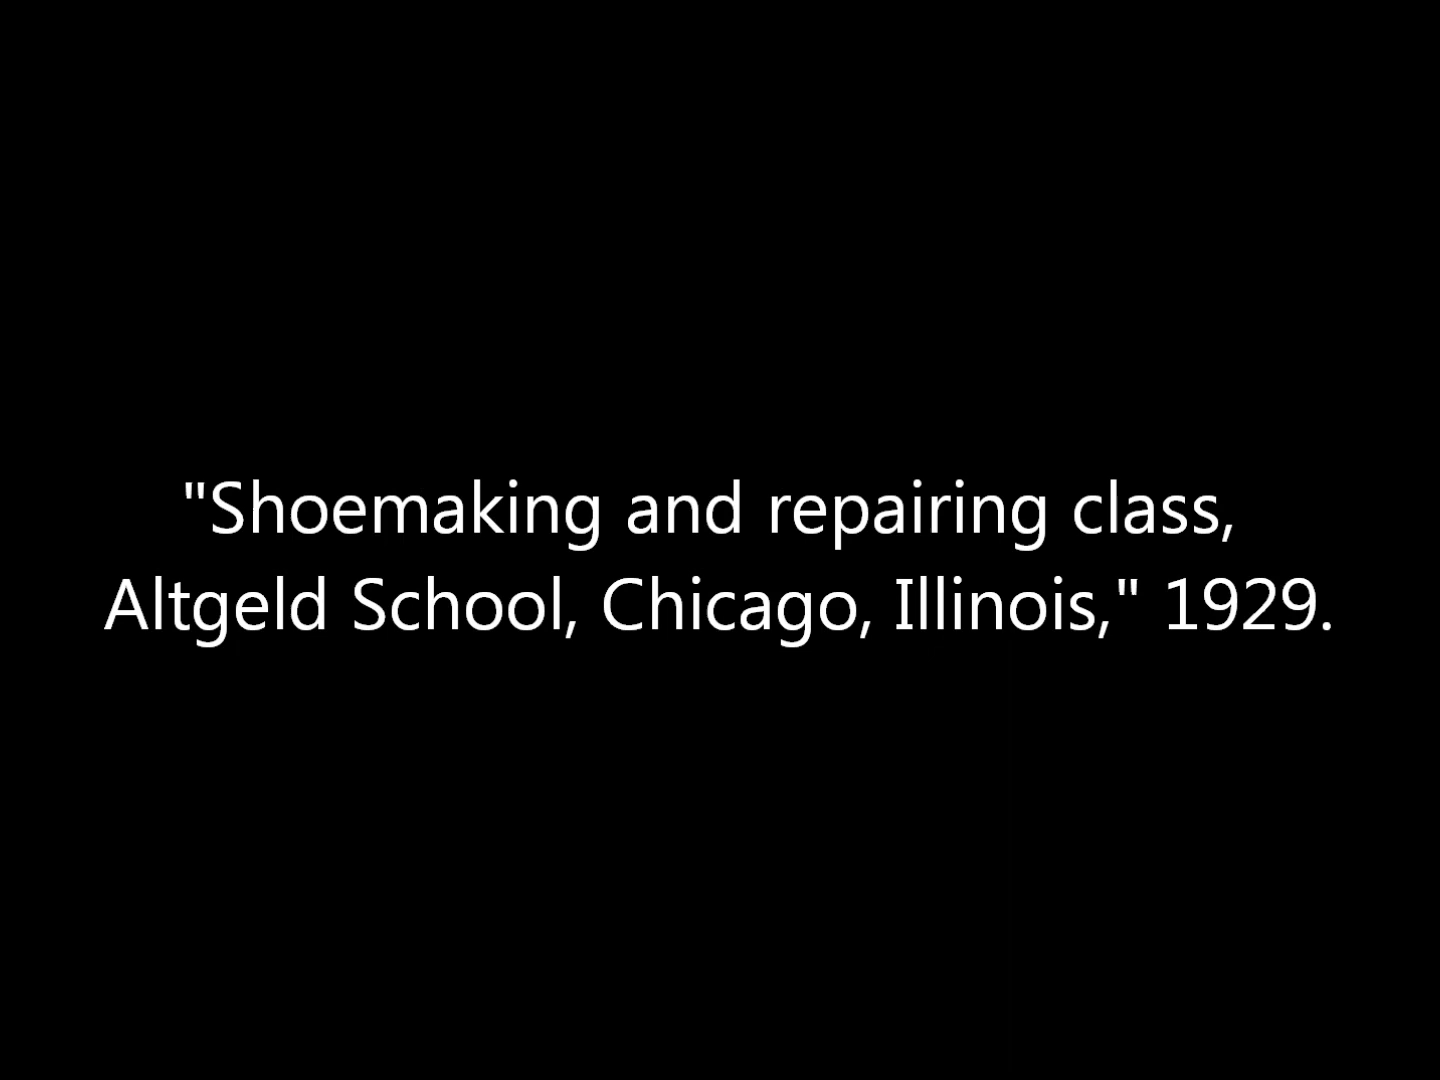 "Shoemaking and repairing class,
Altgeld School, Chicago, Illinois," 1929.